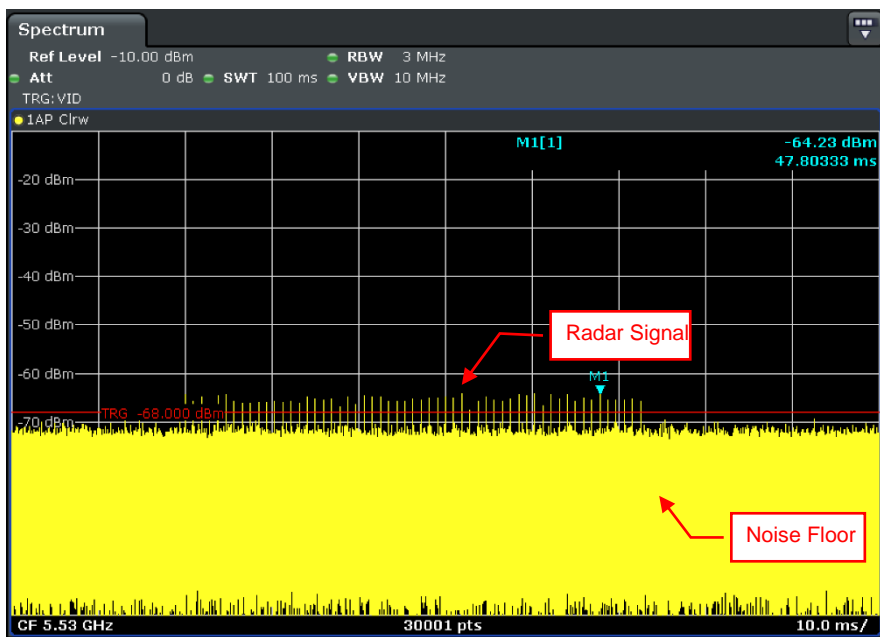 Spectrum
Ref Level -10.00 dBm RBW 3 MHz
Att 0 dB SWT 100 ms VBW 10 MHz
TRG:VID
1AP Clrw
M1[1] -64.23 dBm
47.80333 ms
-20 dBm
-30 dBm
-40 dBm
-50 dBm
Radar Signal
-60 dBm
M1
TRG -68.000 dBm
-70 dBm
Noise Floor
CF 5.53 GHz 30001 pts 10.0 ms/